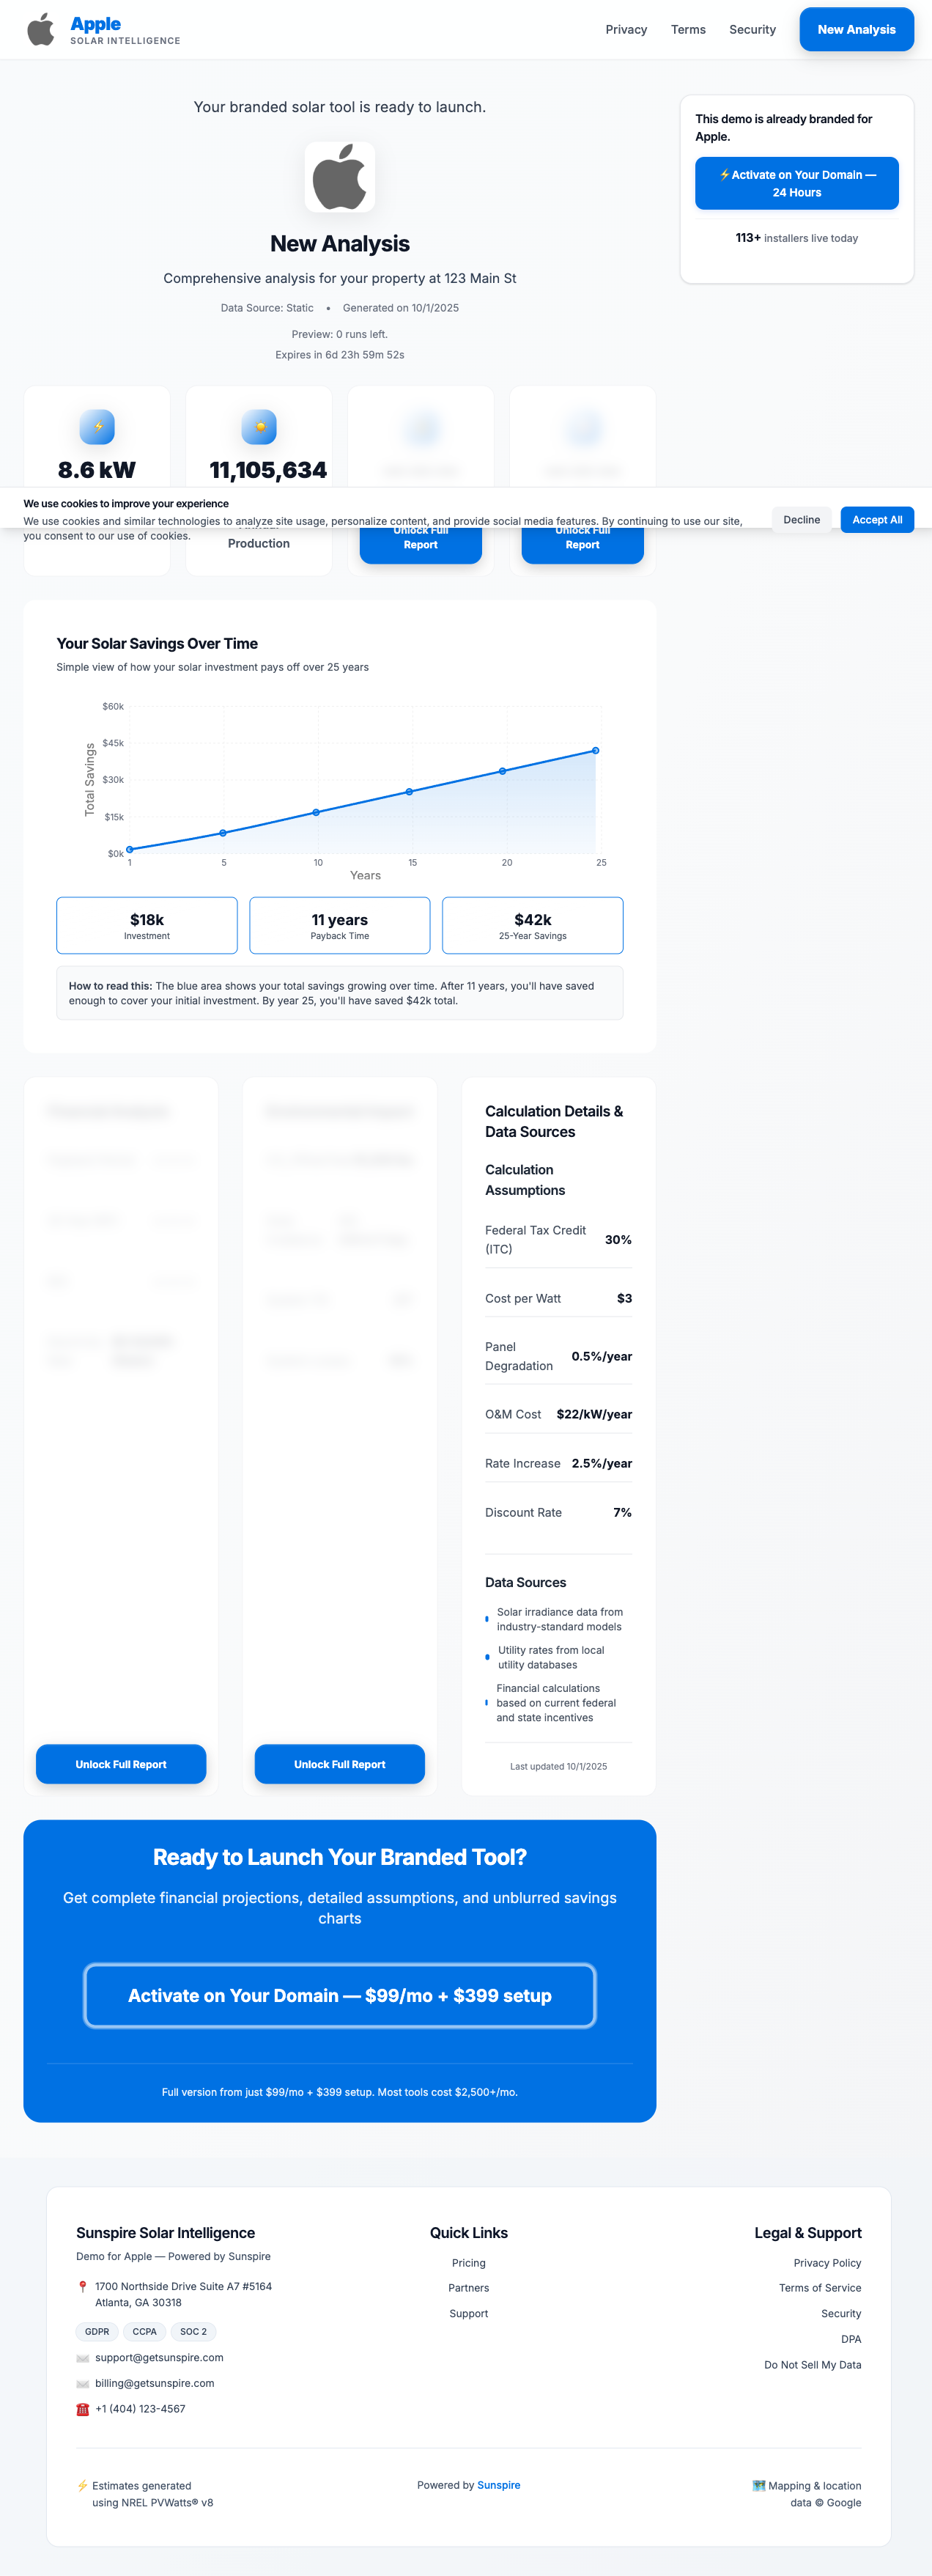 Apple
SOLAR INTELLIGENCE
Privacy
Terms
Security
New Analysis
Your branded solar tool is ready to launch.
New Analysis
Comprehensive analysis for your property at 123 Main St
Data Source: Static • Generated on 10/1/2025
Preview: 0 runs left.
Expires in 6d 23h 59m 52s
This demo is already branded for
Apple.
⚡Activate on Your Domain —
24 Hours
113+ installers live today
8.6 kW
11,105,634
We use cookies to improve your experience
We use cookies and similar technologies to analyze site usage, personalize content, and provide social media features. By continuing to use our site,
you consent to our use of cookies.
Decline
Accept All
Annual
Production
Unlock Full
Report
Unlock Full
Report
Your Solar Savings Over Time
Simple view of how your solar investment pays off over 25 years
$60k
$45k
$30k
$15k
$0k
Total Savings
1
5
10
15
20
25
Years
$18k
Investment
11 years
Payback Time
$42k
25-Year Savings
How to read this: The blue area shows your total savings growing over time. After 11 years, you'll have saved
enough to cover your initial investment. By year 25, you'll have saved $42k total.
Unlock Full Report
Unlock Full Report
Calculation Details &
Data Sources
Calculation
Assumptions
Federal Tax Credit
(ITC)
30%
Cost per Watt
$3
Panel
Degradation
0.5%/year
O&M Cost
$22/kW/year
Rate Increase
2.5%/year
Discount Rate
7%
Data Sources
Solar irradiance data from
industry-standard models
Utility rates from local
utility databases
Financial calculations
based on current federal
and state incentives
Last updated 10/1/2025
Ready to Launch Your Branded Tool?
Get complete financial projections, detailed assumptions, and unblurred savings
charts
Activate on Your Domain — $99/mo + $399 setup
Full version from just $99/mo + $399 setup. Most tools cost $2,500+/mo.
Sunspire Solar Intelligence
Demo for Apple — Powered by Sunspire
1700 Northside Drive Suite A7 #5164
Atlanta, GA 30318
GDPR
CCPA
SOC 2
support@getsunspire.com
billing@getsunspire.com
+1 (404) 123-4567
Quick Links
Pricing
Partners
Support
Legal & Support
Privacy Policy
Terms of Service
Security
DPA
Do Not Sell My Data
⚡ Estimates generated
using NREL PVWatts® v8
Powered by Sunspire
Mapping & location
data © Google